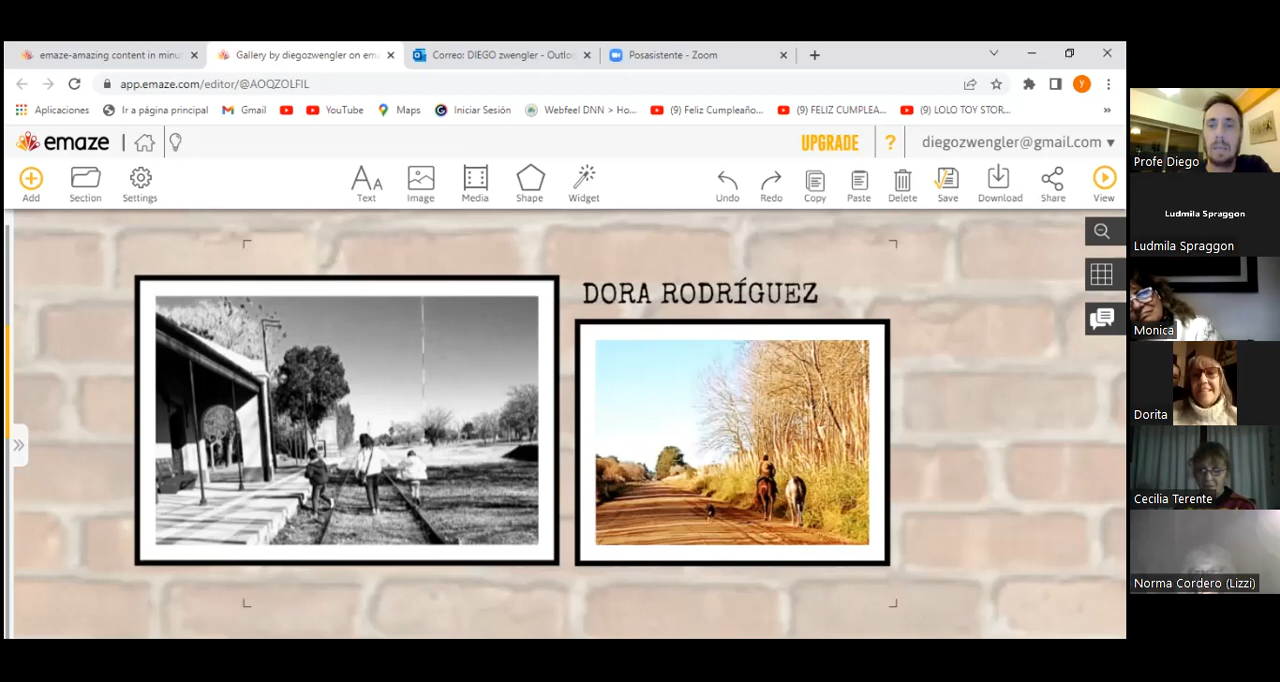 emaze-amazing content in minu
Gallery by diegozwengler on em
Correo: DIEGO zwengler - Outlo
Posasistente - Zoom
app.emaze.com/editor/@AOQZOLFIL
y
Aplicaciones
Ir a página principal
Gmail
YouTube
Maps
Iniciar Sesión
Webfeel DNN > Ho...
(9) Feliz Cumpleaño...
(9) FELIZ CUMPLEA...
(9) LOLO TOY STOR...
»
emaze
UPGRADE
?
diegozwengler@gmail.com
Add
Section
Settings
Text
Image
Media
Shape
Widget
Undo
Redo
Copy
Paste
Delete
Save
Download
Share
View
DORA RODRÍGUEZ
Profe Diego
Ludmila Spraggon
Ludmila Spraggon
Monica
Dorita
Cecilia Terente
Norma Cordero (Lizzi)